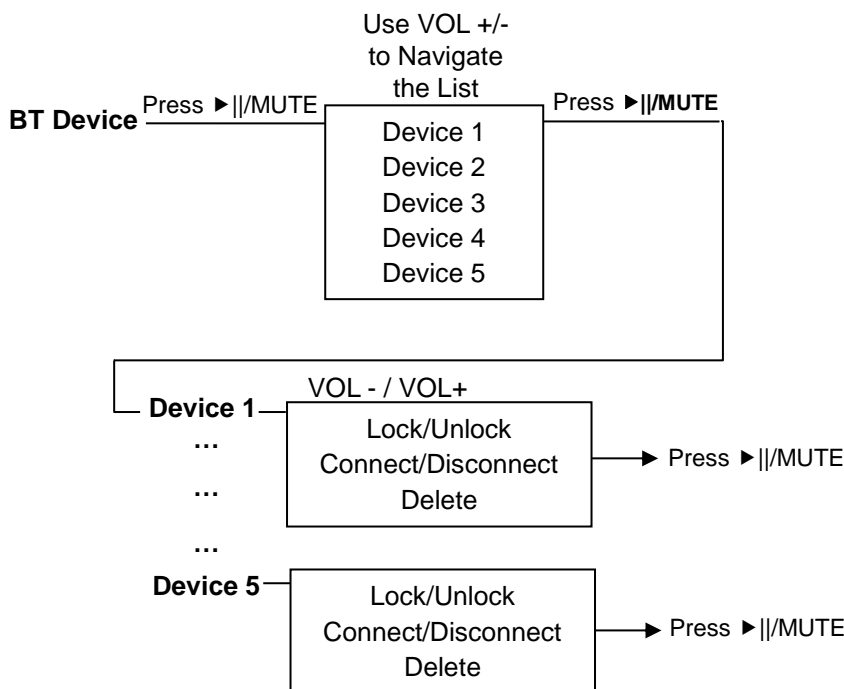 Use VOL +/-
to Navigate
the List
BT Device
Press ►||/MUTE
Device 1
Device 2
Device 3
Device 4
Device 5
Press ►||/MUTE
Device 1
VOL - / VOL+
Lock/Unlock
Connect/Disconnect
Delete
Press ►||/MUTE
...
...
...
Device 5
Lock/Unlock
Connect/Disconnect
Delete
Press ►||/MUTE